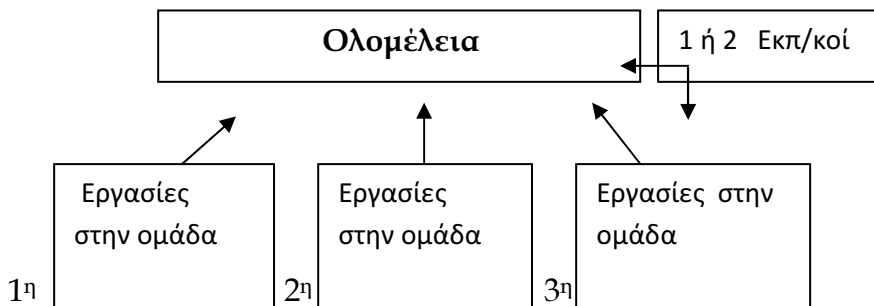 Ολομέλεια
1 ή 2 Εκπ/κοί
Εργασίες
στην ομάδα
1η
Εργασίες
στην ομάδα
2η
Εργασίες στην
ομάδα
3η